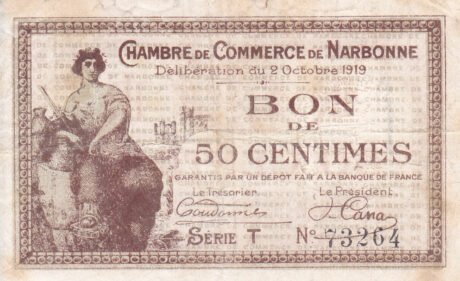 CHAMBRE DE COMMERCE DE NARBONNE
Délibération du 2 Octobre 1919
BON
DE
50 CENTIMES
GARANTIS PAR UN DÉPOT FAIT A LA BANQUE DE FRANCE
Le Trésorier, Le Président,
SÉRIE T Nº 73264